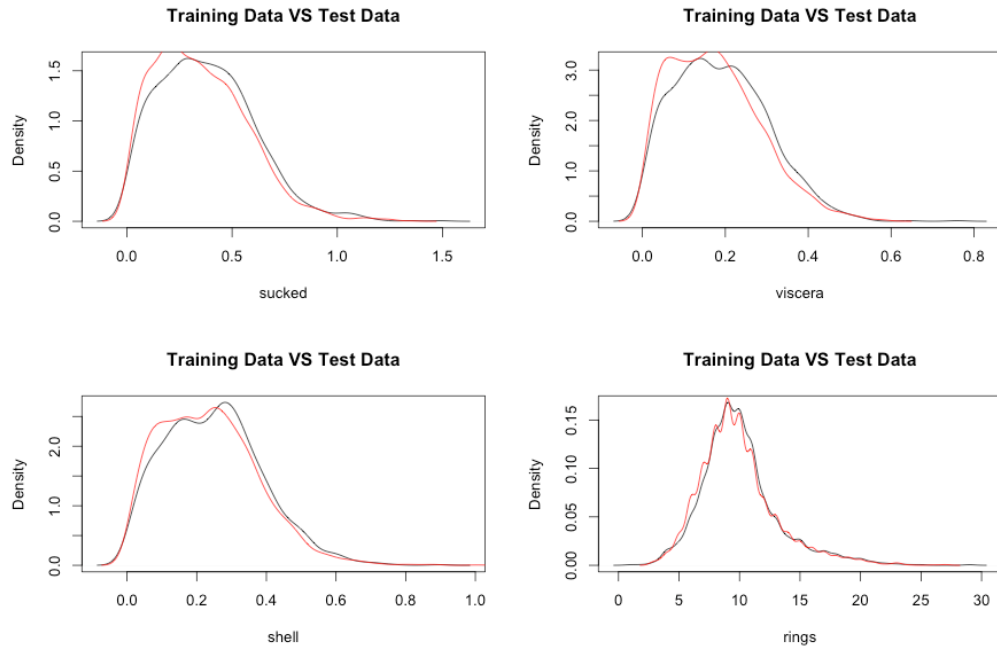 Training Data VS Test Data
Density
0.0 0.5 1.0 1.5
0.0 0.5 1.0 1.5
sucked
Training Data VS Test Data
Density
0.0 1.0 2.0 3.0
0.0 0.2 0.4 0.6 0.8
viscera
Training Data VS Test Data
Density
0.0 1.0 2.0
0.0 0.2 0.4 0.6 0.8 1.0
shell
Training Data VS Test Data
Density
0.00 0.05 0.10 0.15
0 5 10 15 20 25 30
rings